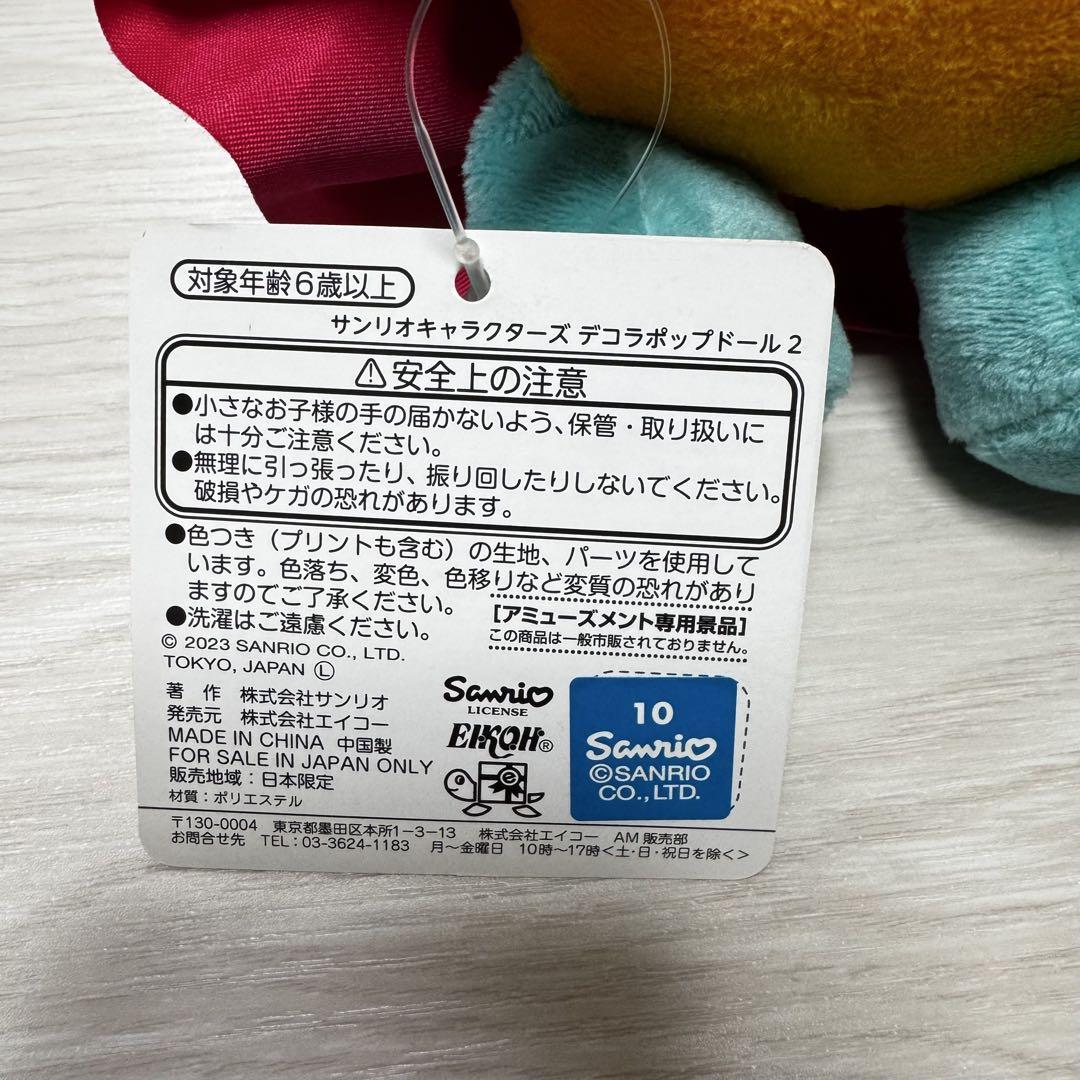 対象年齢6歳以上
サンリオキャラクターズ デコラポップドール2
⚠安全上の注意
●小さなお子様の手の届かないよう、保管・取り扱いに
は十分ご注意ください。
●無理に引っ張ったり、振り回したりしないでください。
破損やケガの恐れがあります。
●色つき（プリントも含む）の生地、パーツを使用して
います。色落ち、変色、色移りなど変質の恐れがあり
ますのでご了承ください。
●洗濯はご遠慮ください。
[アミューズメント専用景品]
この商品は一般市販されておりません。
© 2023 SANRIO CO., LTD.
TOKYO, JAPAN Ⓛ
著 作 株式会社サンリオ
発売元 株式会社エイコー
MADE IN CHINA 中国製
FOR SALE IN JAPAN ONLY
販売地域：日本限定
材質：ポリエステル
Sanrio
LICENSE
EIKOH®
e
10
Sanrio
©SANRIO
CO.,LTD.
〒130-0004 東京都墨田区本所1-3-13 株式会社エイコー AM販売部
お問合せ先 TEL：03-3624-1183 月～金曜日 10時～17時<土・日・祝日を除く>